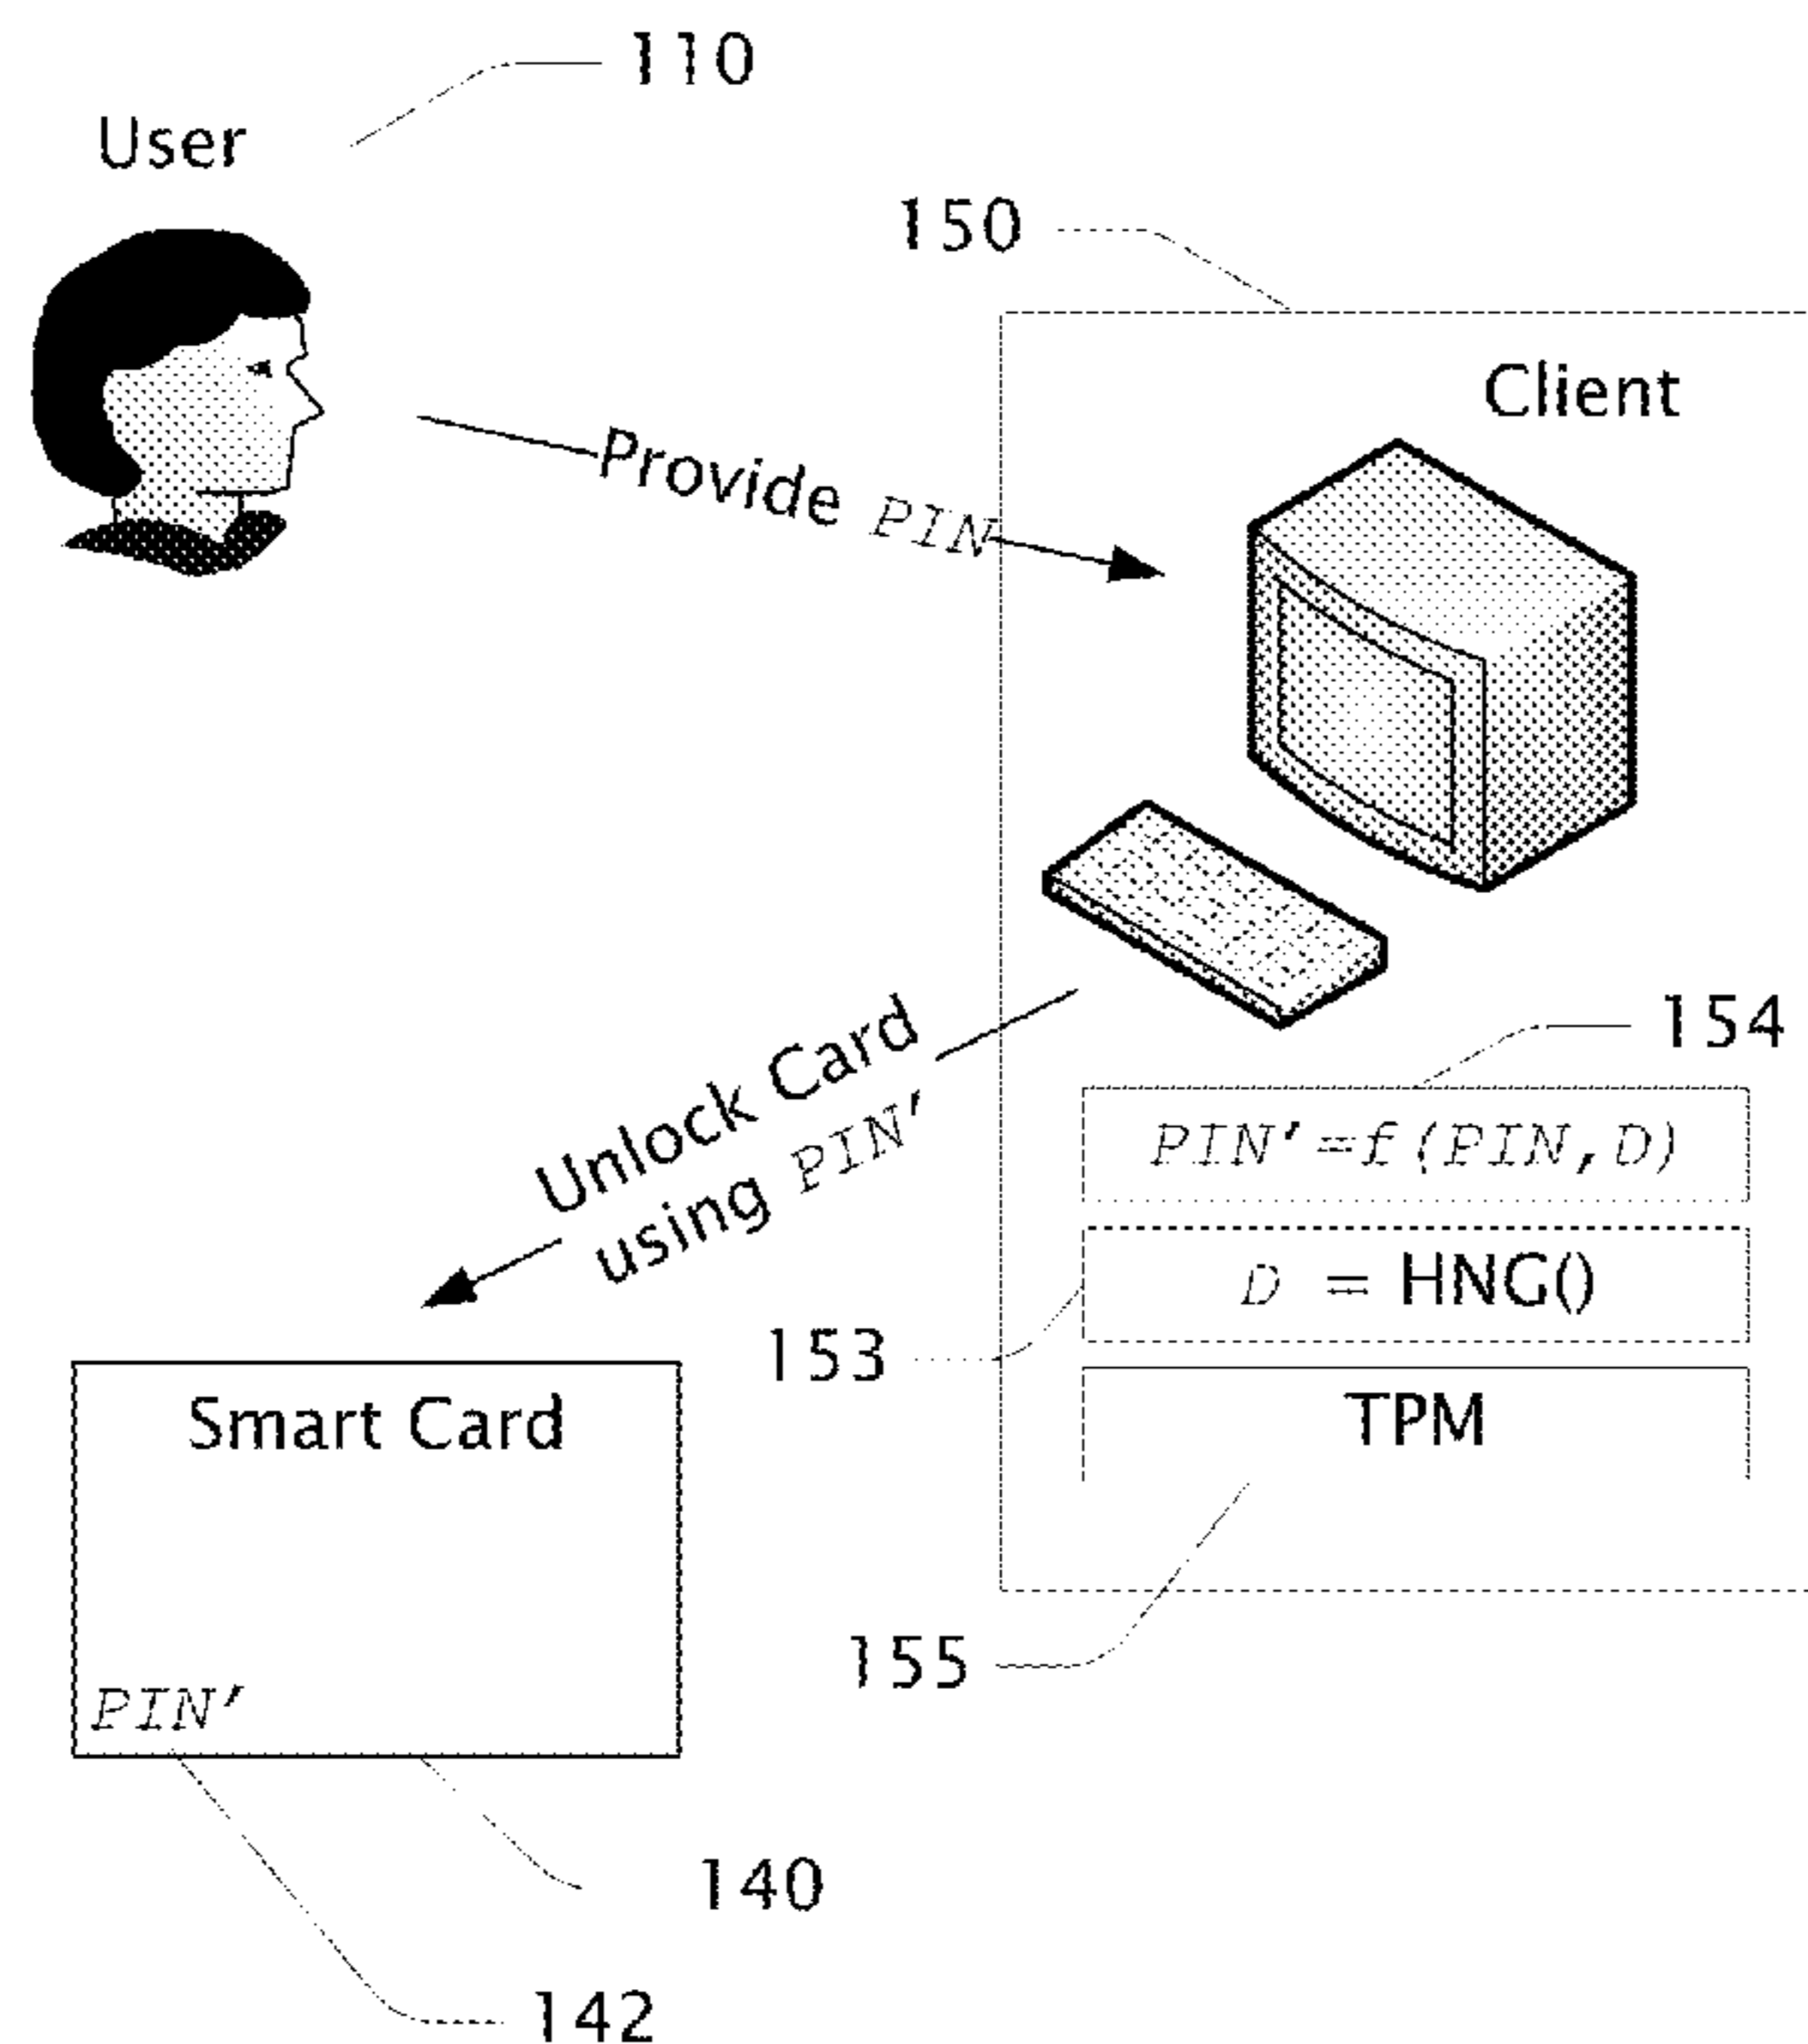 110
User
150
Client
Provide PIN
154
Unlock Card
using PIN'
PIN'=f(PIN,D)
D = HNG()
153
TPM
Smart Card
155
PIN'
140
142